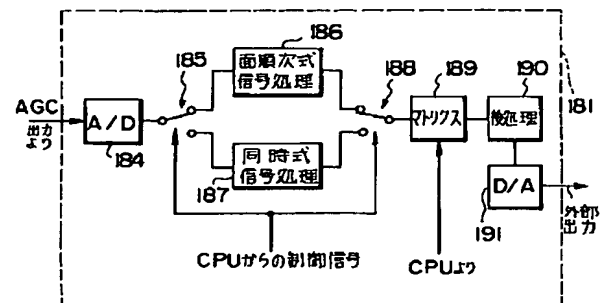 186
面順次式
信号処理
185
188
189
190
181
AGC
出力
より
A/D
184
マトリクス
後処理
同時式
信号処理
187
D/A
191
外部
出力
CPUからの制御信号
CPUより